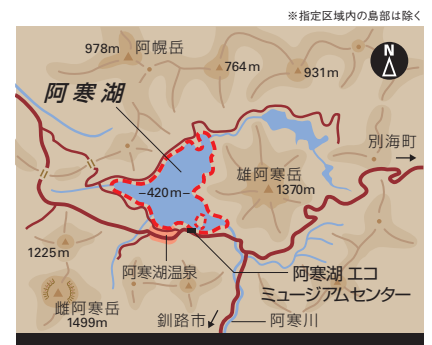 ※指定区域内の島部は除く
978m
阿幌岳
764m
931m
N
阿寒湖
別海町
雄阿寒岳
1370m
420m
1225m
阿寒湖温泉
阿寒湖 エコ
ミュージアムセンター
雌阿寒岳
1499m
釧路市
阿寒川